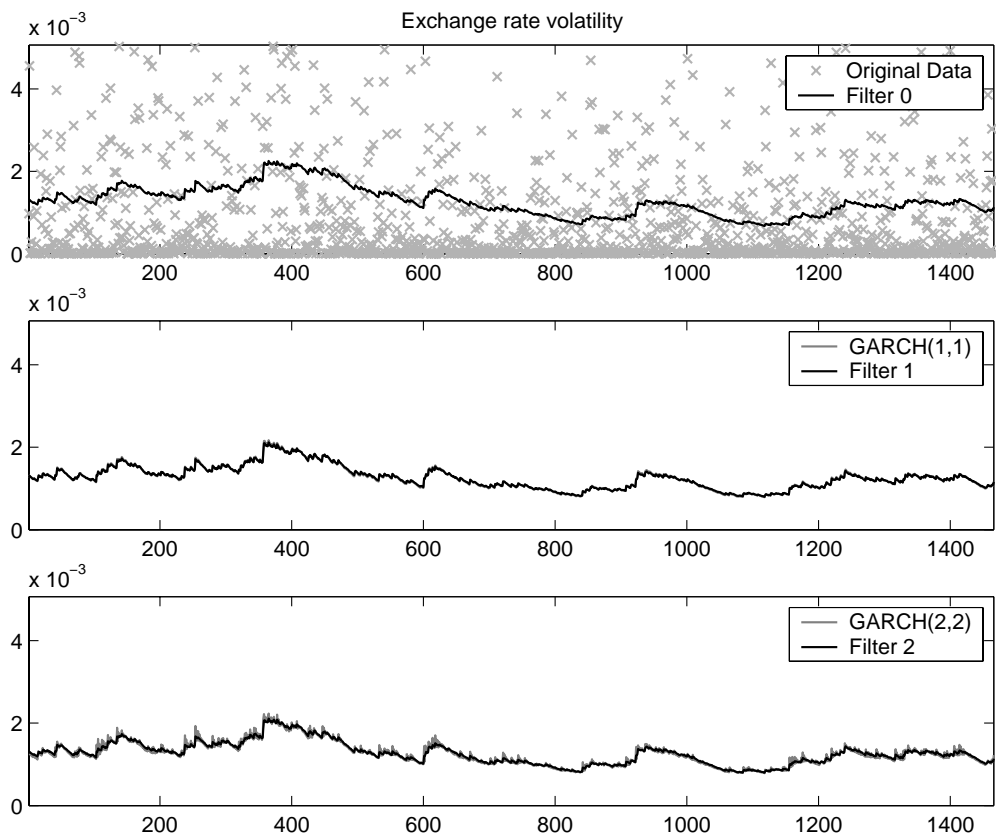 Exchange rate volatility
x 10⁻³
4
2
0
Original Data
Filter 0
200 400 600 800 1000 1200 1400
x 10⁻³
4
2
0
GARCH(1,1)
Filter 1
200 400 600 800 1000 1200 1400
x 10⁻³
4
2
0
GARCH(2,2)
Filter 2
200 400 600 800 1000 1200 1400